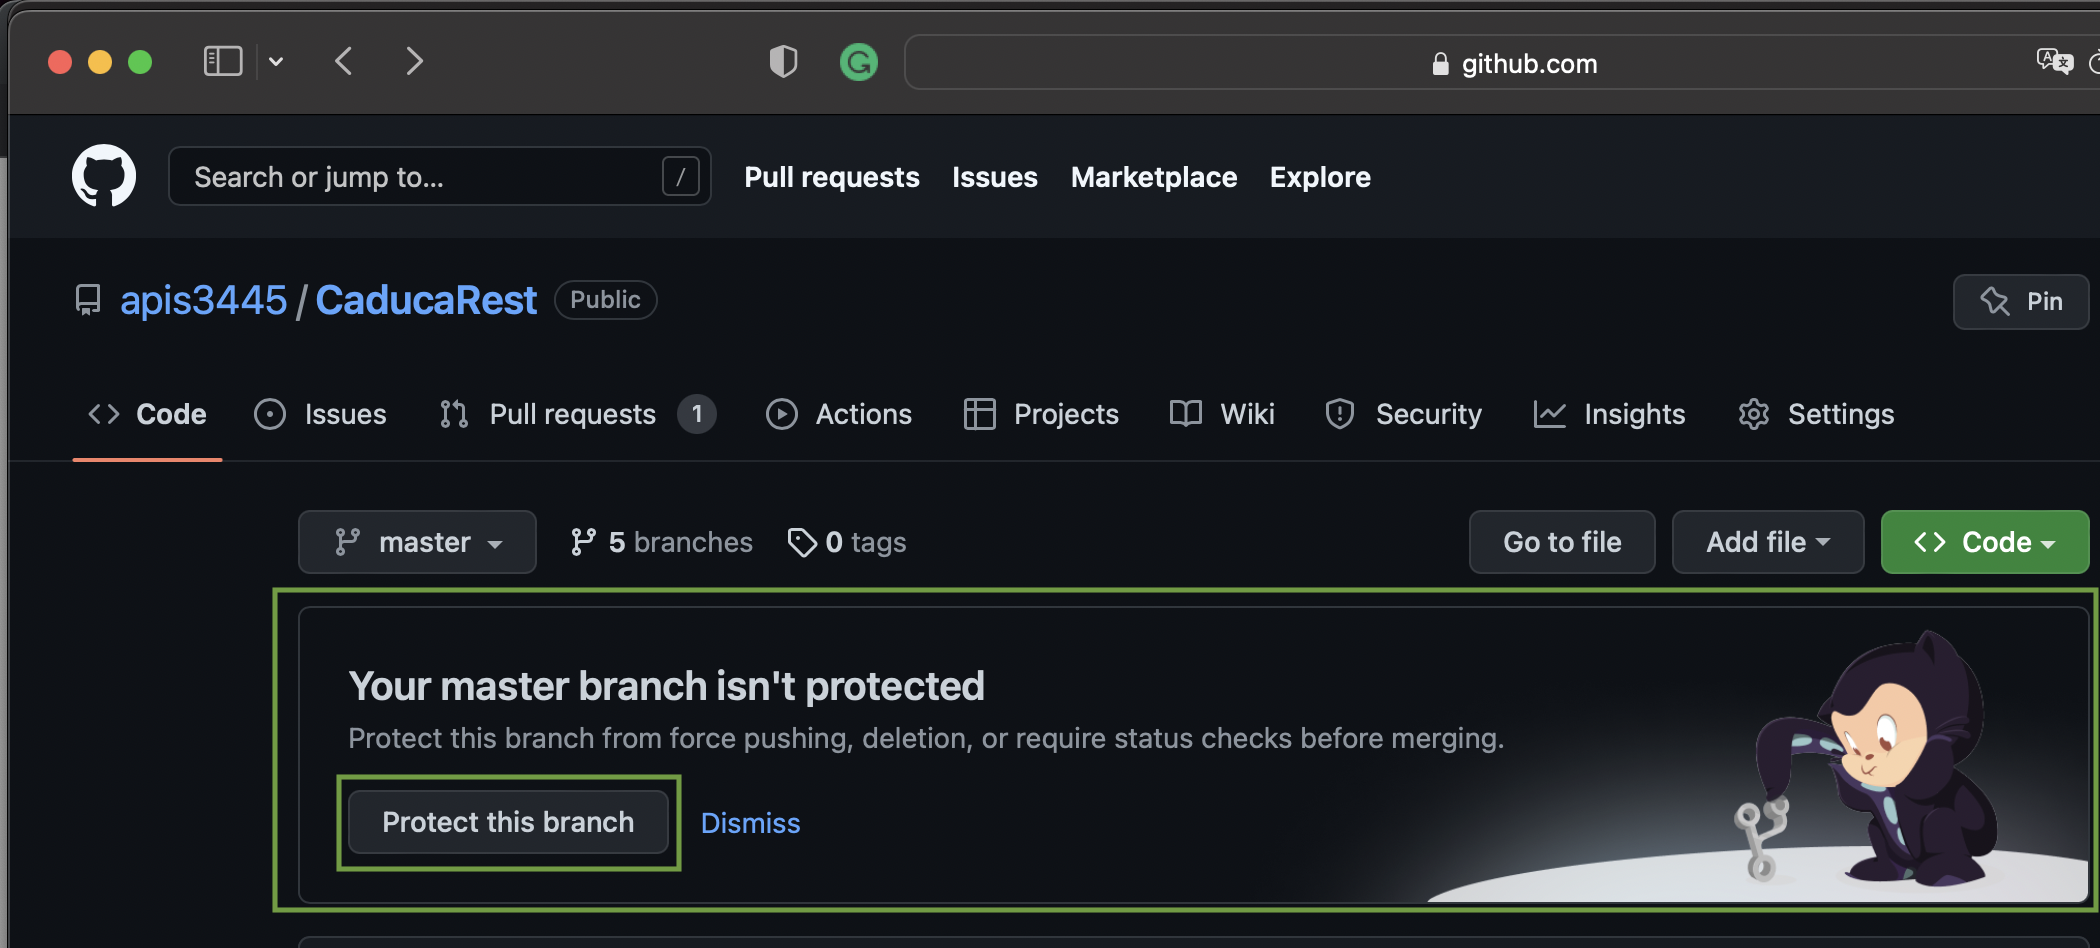 github.com
Search or jump to... /
Pull requests Issues Marketplace Explore
apis3445 / CaducaRest Public
Pin
Code Issues Pull requests 1 Actions Projects Wiki Security Insights Settings
master 5 branches 0 tags Go to file Add file Code
Your master branch isn't protected
Protect this branch from force pushing, deletion, or require status checks before merging.
Protect this branch Dismiss